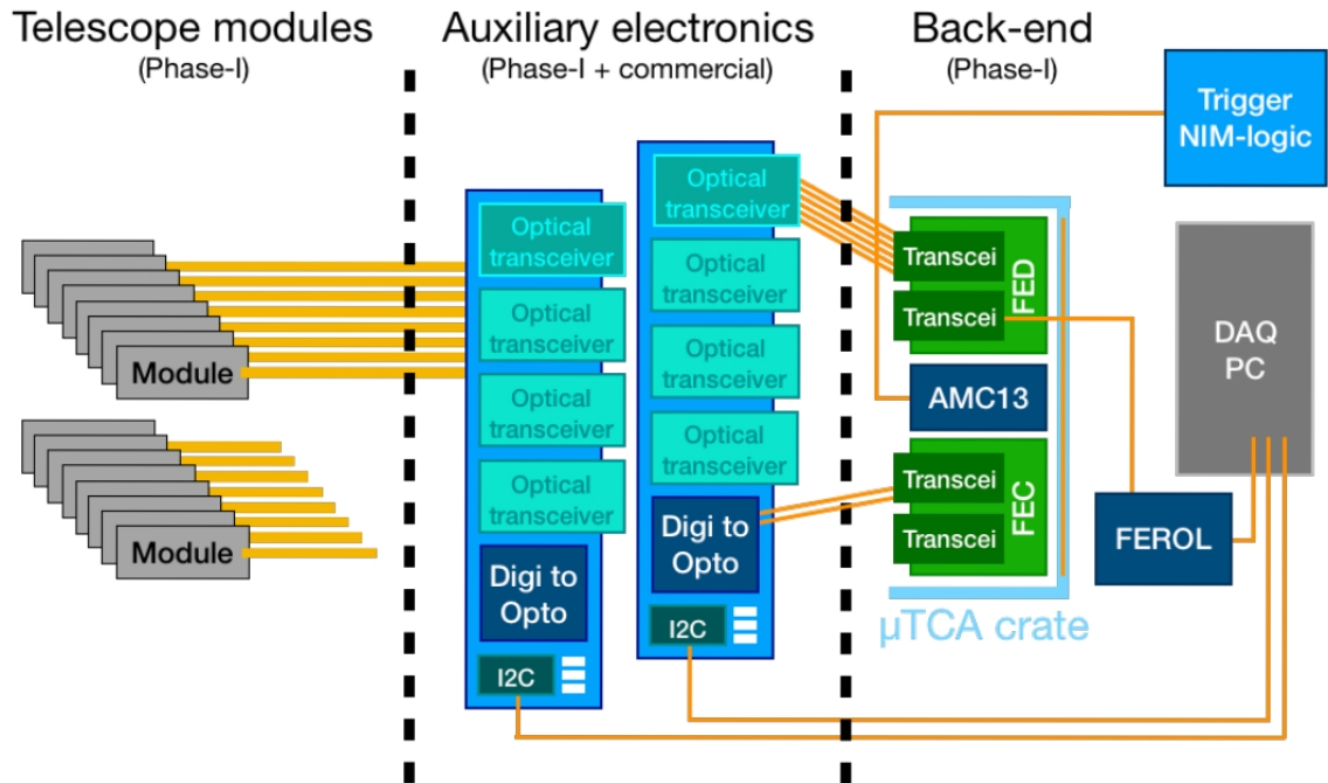 Telescope modules
(Phase-I)
Auxiliary electronics
(Phase-I + commercial)
Back-end
(Phase-I)
Trigger
NIM-logic
Module
Module
Optical
transceiver
Optical
transceiver
Optical
transceiver
Optical
transceiver
Digi to
Opto
I2C
Optical
transceiver
Optical
transceiver
Optical
transceiver
Optical
transceiver
Digi to
Opto
I2C
Transcei
Transcei
FED
AMC13
Transcei
Transcei
FEC
µTCA crate
DAQ
PC
FEROL